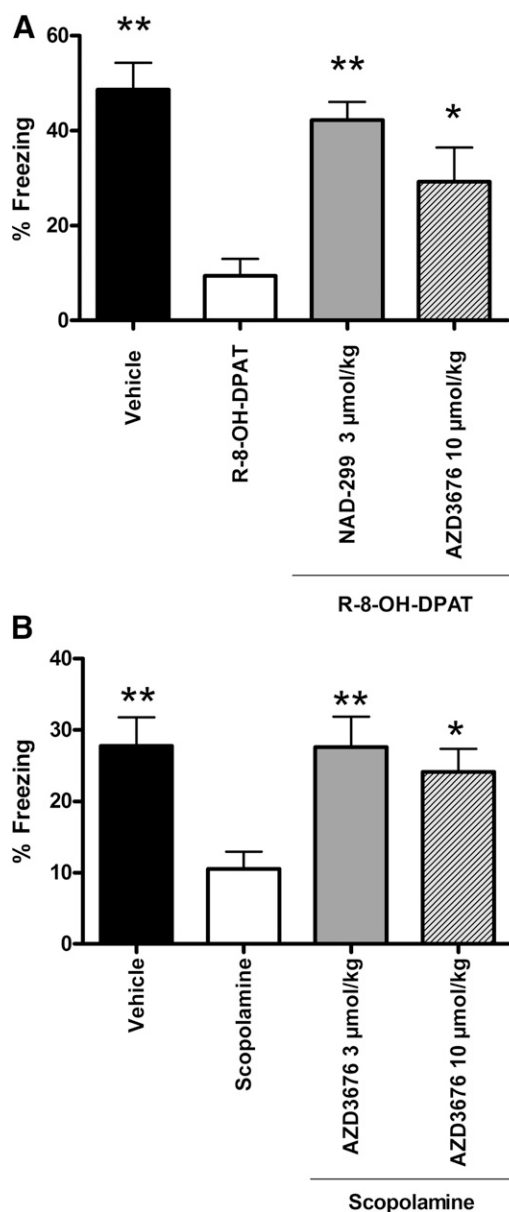 A
% Freezing
60
40
20
0
** ** *
Vehicle
R-8-OH-DPAT
NAD-299 3 µmol/kg
AZD3676 10 µmol/kg
R-8-OH-DPAT
B
% Freezing
40
30
20
10
0
** ** *
Vehicle
Scopolamine
AZD3676 3 µmol/kg
AZD3676 10 µmol/kg
Scopolamine